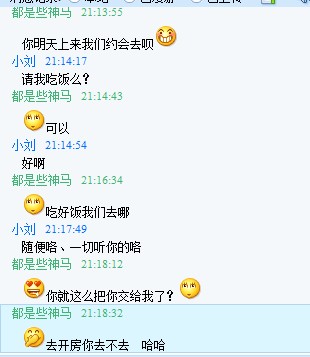 都是些神马 21:13:55
你明天上来我们约会去呗
小刘 21:14:17
请我吃饭么？
都是些神马 21:14:43
可以
小刘 21:14:54
好啊
都是些神马 21:16:34
吃好饭我们去哪
小刘 21:17:49
随便咯、一切听你的咯
都是些神马 21:18:12
你就这么把你交给我了？
都是些神马 21:18:32
去开房你去不去 哈哈